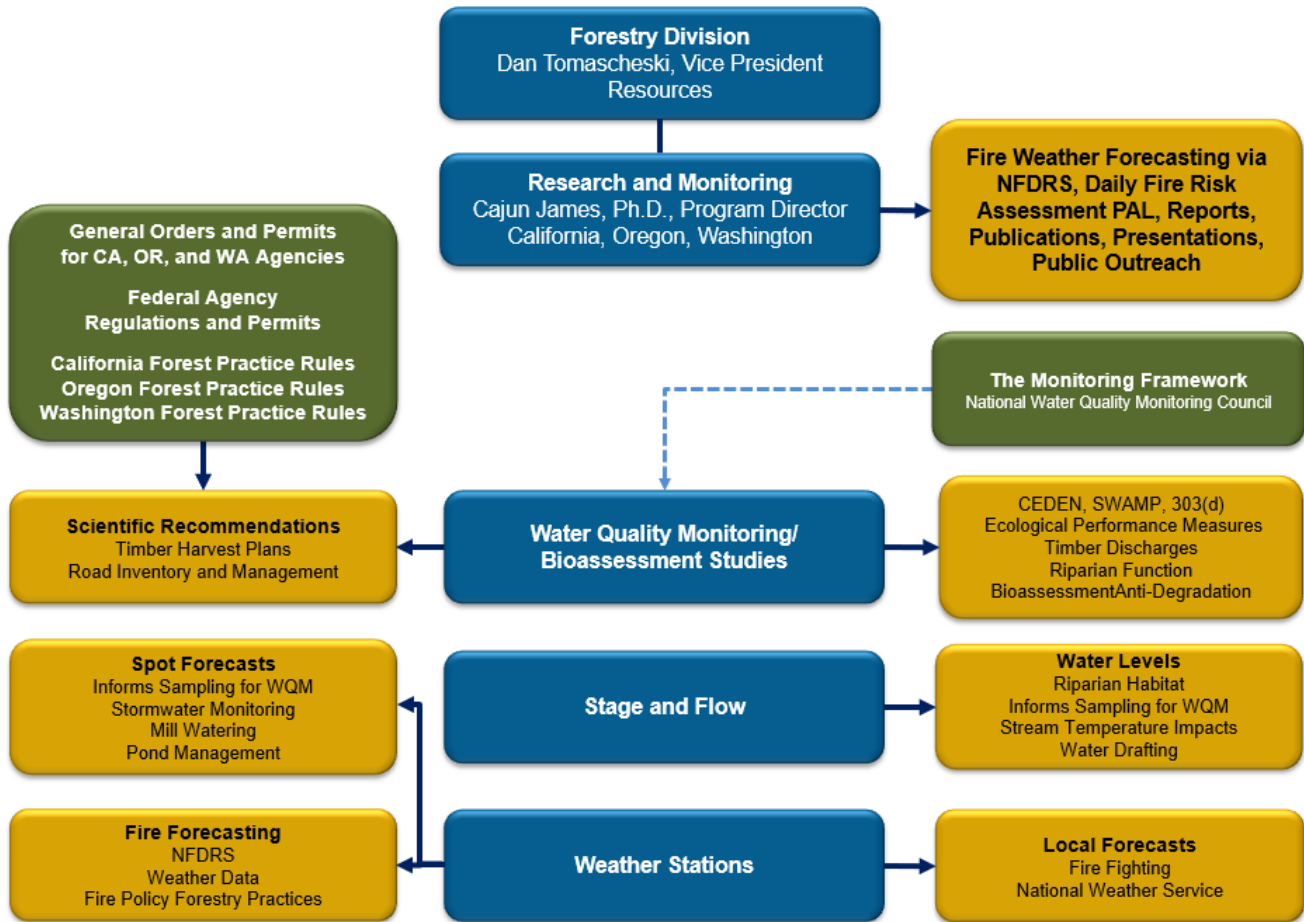 Forestry Division
Dan Tomascheski, Vice President
Resources
Research and Monitoring
Cajun James, Ph.D., Program Director
California, Oregon, Washington
Fire Weather Forecasting via
NFDRS, Daily Fire Risk
Assessment PAL, Reports,
Publications, Presentations,
Public Outreach
General Orders and Permits
for CA, OR, and WA Agencies
Federal Agency
Regulations and Permits
California Forest Practice Rules
Oregon Forest Practice Rules
Washington Forest Practice Rules
The Monitoring Framework
National Water Quality Monitoring Council
Scientific Recommendations
Timber Harvest Plans
Road Inventory and Management
Water Quality Monitoring/
Bioassessment Studies
CEDEN, SWAMP, 303(d)
Ecological Performance Measures
Timber Discharges
Riparian Function
BioassessmentAnti-Degradation
Spot Forecasts
Informs Sampling for WQM
Stormwater Monitoring
Mill Watering
Pond Management
Stage and Flow
Water Levels
Riparian Habitat
Informs Sampling for WQM
Stream Temperature Impacts
Water Drafting
Fire Forecasting
NFDRS
Weather Data
Fire Policy Forestry Practices
Weather Stations
Local Forecasts
Fire Fighting
National Weather Service